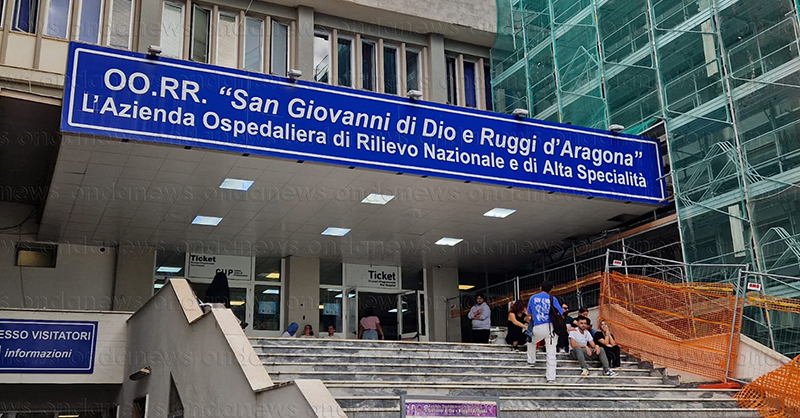 OO.RR. “San Giovanni di Dio e Ruggi d’Aragona”
L’Azienda Ospedaliera di Rilievo Nazionale e di Alta Specialità
Ticket
CUP
Ticket
ESSO VISITATORI
informazioni
ondanews